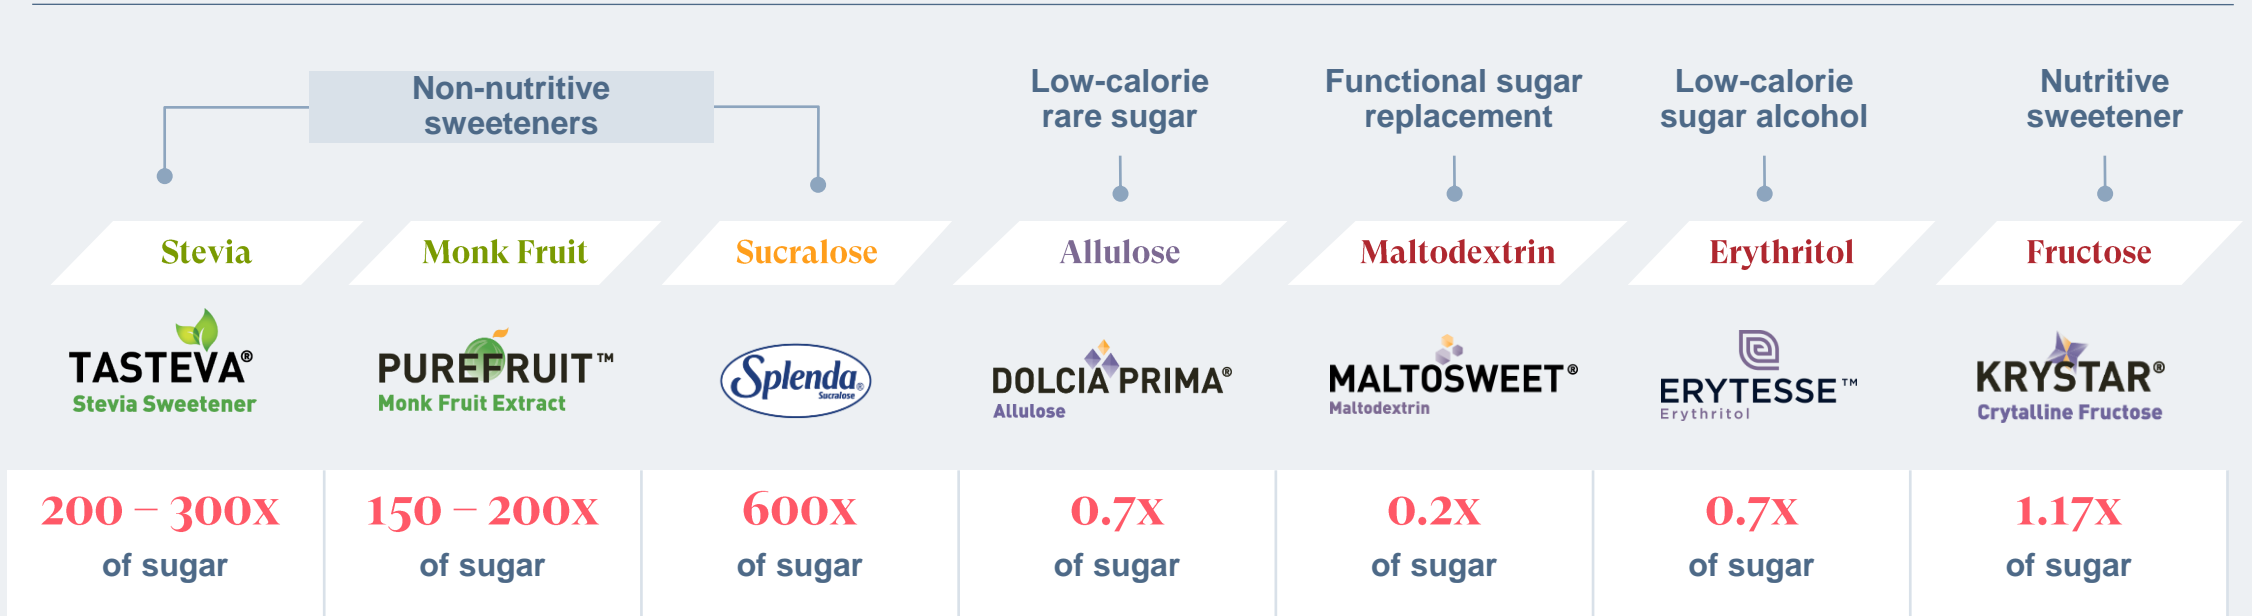 Non-nutritive
sweeteners
Low-calorie
rare sugar
Functional sugar
replacement
Low-calorie
sugar alcohol
Nutritive
sweetener
Stevia
Monk Fruit
Sucralose
Allulose
Maltodextrin
Erythritol
Fructose
TASTEVA®
Stevia Sweetener
PUREFRUIT™
Monk Fruit Extract
Splenda®
Sucralose
DOLCIA PRIMA®
Allulose
MALTOSWEET®
Maltodextrin
ERYTESSE™
Erythritol
KRYSTAR®
Crytalline Fructose
200 – 300X
of sugar
150 – 200X
of sugar
600X
of sugar
0.7X
of sugar
0.2X
of sugar
0.7X
of sugar
1.17X
of sugar